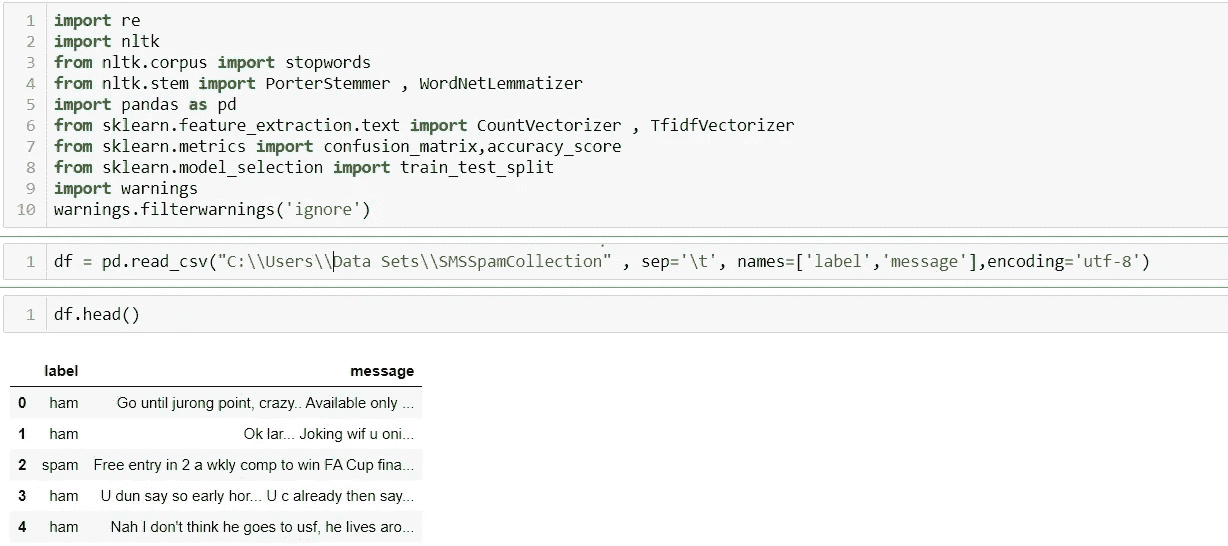 1 import re
2 import nltk
3 from nltk.corpus import stopwords
4 from nltk.stem import PorterStemmer , WordNetLemmatizer
5 import pandas as pd
6 from sklearn.feature_extraction.text import CountVectorizer , TfidfVectorizer
7 from sklearn.metrics import confusion_matrix,accuracy_score
8 from sklearn.model_selection import train_test_split
9 import warnings
10 warnings.filterwarnings('ignore')
1 df = pd.read_csv("C:\\Users\\Data Sets\\SMSSpamCollection" , sep='\t', names=['label','message'],encoding='utf-8')
1 df.head()
label message
0 ham Go until jurong point, crazy.. Available only ...
1 ham Ok lar... Joking wif u oni...
2 spam Free entry in 2 a wkly comp to win FA Cup fina...
3 ham U dun say so early hor... U c already then say...
4 ham Nah I don't think he goes to usf, he lives aro...